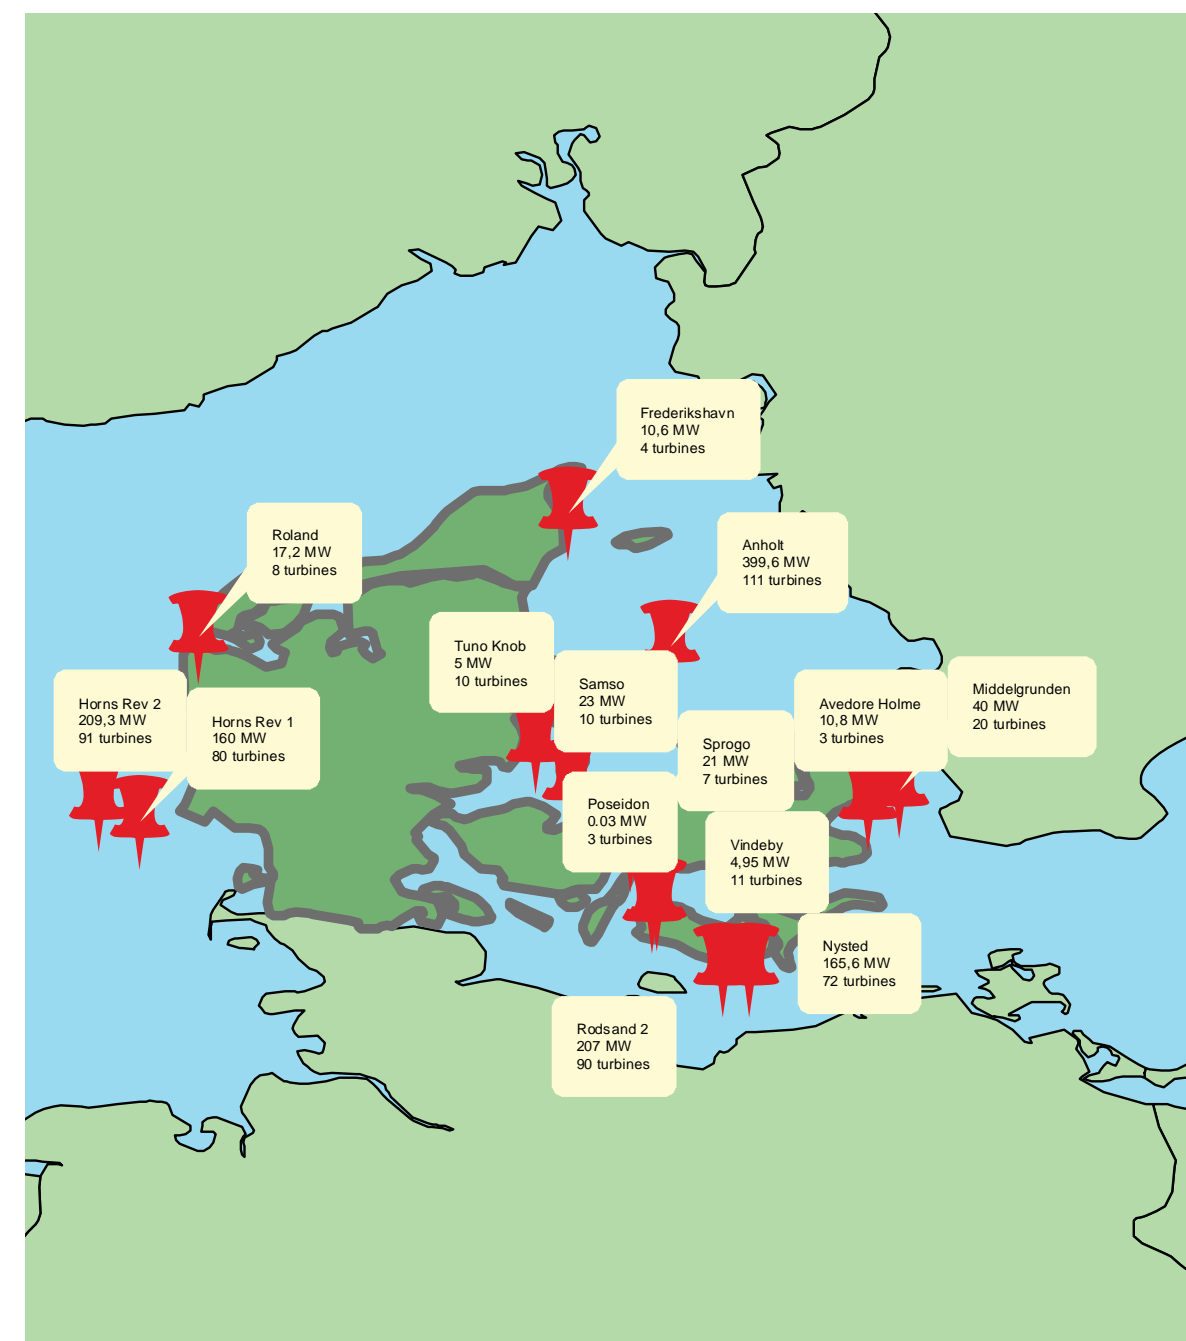 Frederikshavn
10,6 MW
4 turbines
Roland
17,2 MW
8 turbines
Anholt
399,6 MW
111 turbines
Tuno Knob
5 MW
10 turbines
Samso
23 MW
10 turbines
Horns Rev 2
209,3 MW
91 turbines
Horns Rev 1
160 MW
80 turbines
Sprogo
21 MW
7 turbines
Avedore Holme
10,8 MW
3 turbines
Middelgrunden
40 MW
20 turbines
Poseidon
0.03 MW
3 turbines
Vindeby
4,95 MW
11 turbines
Nysted
165,6 MW
72 turbines
Rodsand 2
207 MW
90 turbines